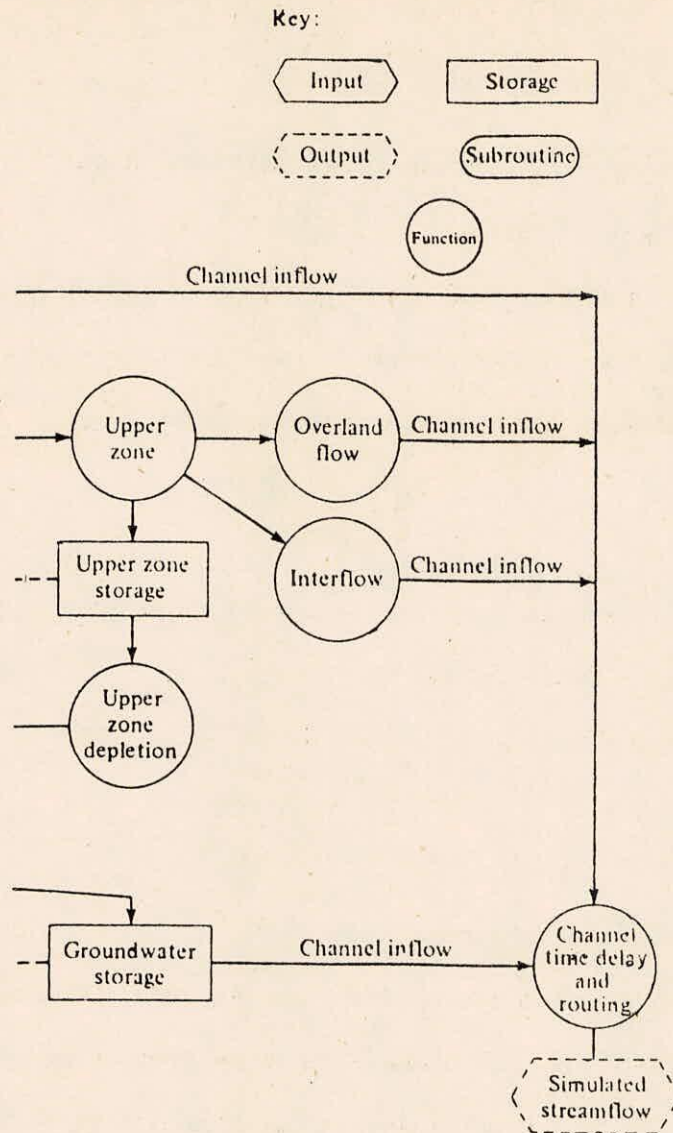 Key:
Input
Storage
Output
Subroutine
Function
Channel inflow
Upper
zone
Overland
flow
Channel inflow
Upper zone
storage
Interflow
Channel inflow
Upper
zone
depletion
Groundwater
storage
Channel inflow
Channel
time delay
and
routing
Simulated
streamflow